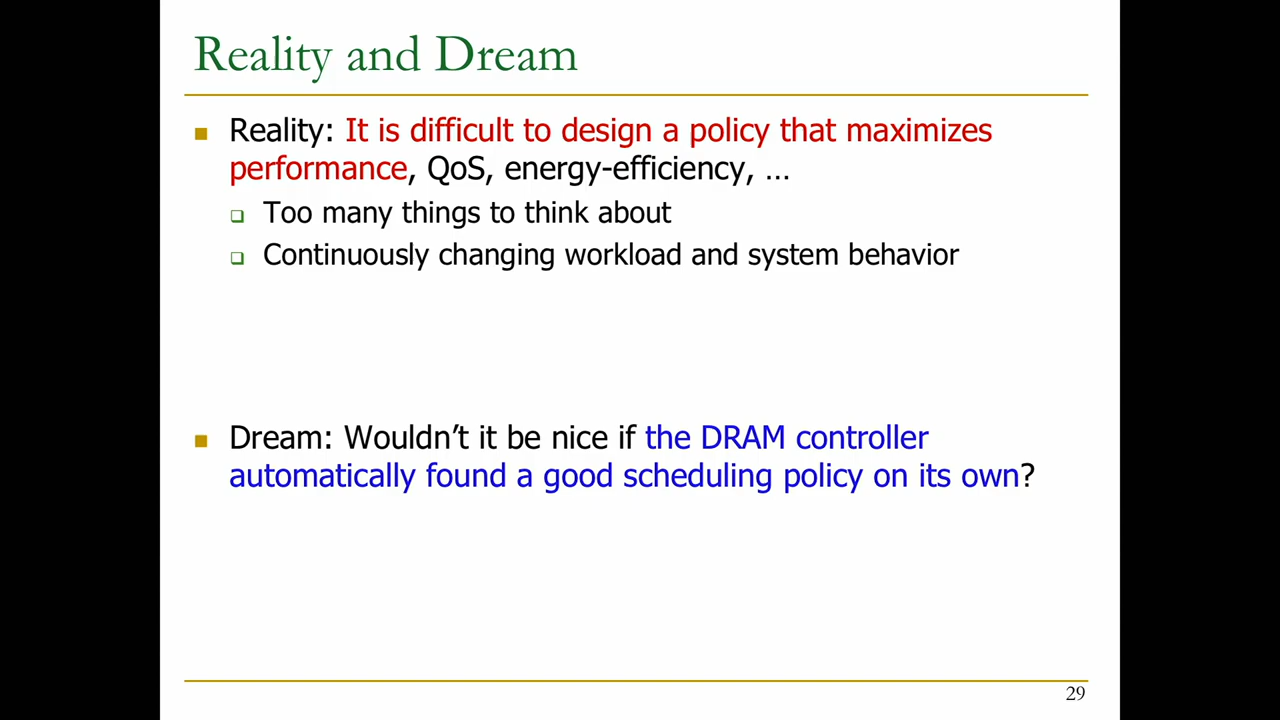 Reality and Dream
Reality: It is difficult to design a policy that maximizes
performance, QoS, energy-efficiency, …
Too many things to think about
Continuously changing workload and system behavior
Dream: Wouldn’t it be nice if the DRAM controller
automatically found a good scheduling policy on its own?
29